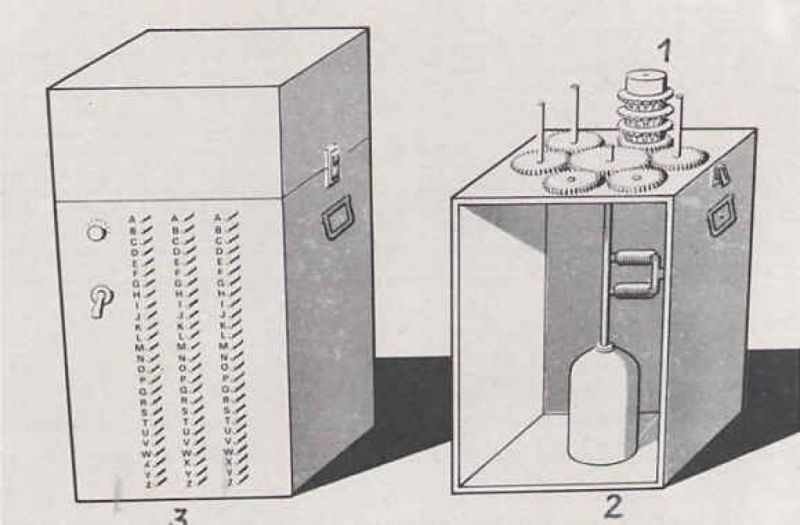 1
A A A
B B B
C C C
D D D
E E E
F F F
G G G
H H H
I I I
J J J
K K K
L L L
M M M
N N N
O O O
P P P
Q Q Q
R R R
S S S
T T T
U U U
V V V
W W W
X X X
Y Y Y
Z Z Z
2
3